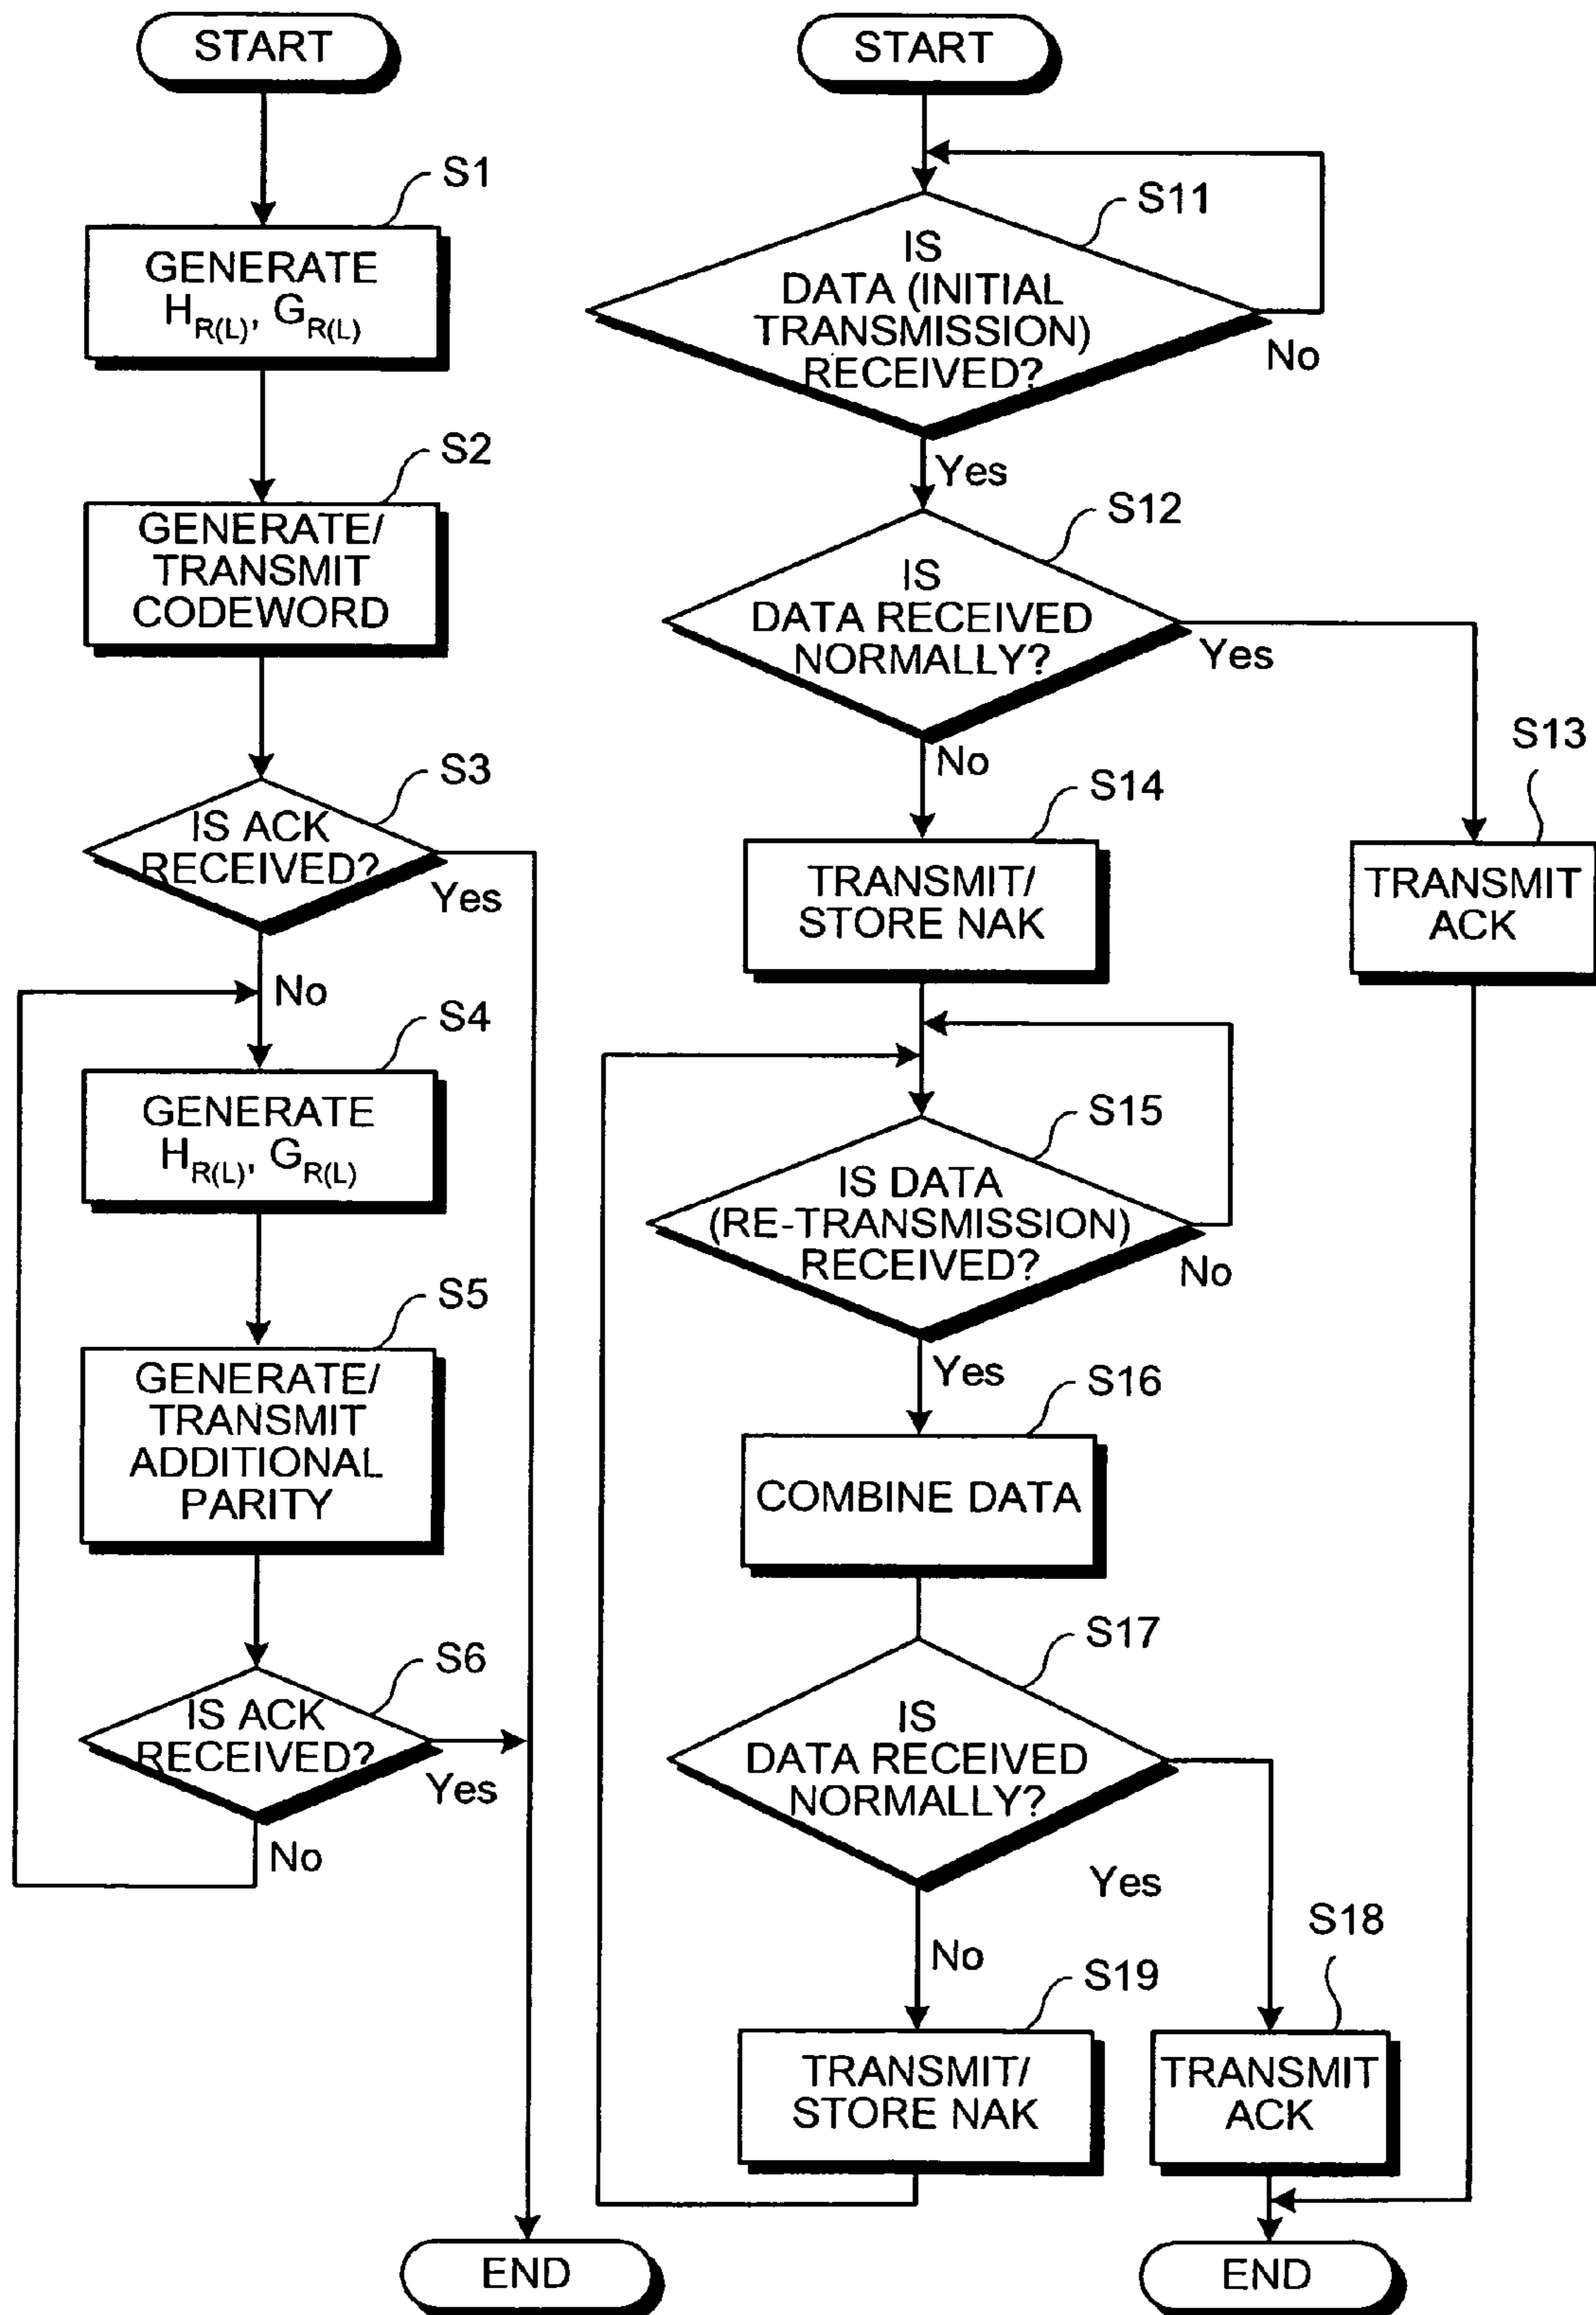 START
S1
GENERATE
H_R(L), G_R(L)
S2
GENERATE/
TRANSMIT
CODEWORD
S3
IS ACK
RECEIVED?
Yes
No
S4
GENERATE
H_R(L), G_R(L)
S5
GENERATE/
TRANSMIT
ADDITIONAL
PARITY
S6
IS ACK
RECEIVED?
Yes
No
END
START
S11
IS
DATA (INITIAL
TRANSMISSION)
RECEIVED?
No
Yes
S12
IS
DATA RECEIVED
NORMALLY?
Yes
No
S13
TRANSMIT
ACK
S14
TRANSMIT/
STORE NAK
S15
IS DATA
(RE-TRANSMISSION)
RECEIVED?
No
Yes
S16
COMBINE DATA
S17
IS
DATA RECEIVED
NORMALLY?
Yes
No
S18
TRANSMIT
ACK
S19
TRANSMIT/
STORE NAK
END